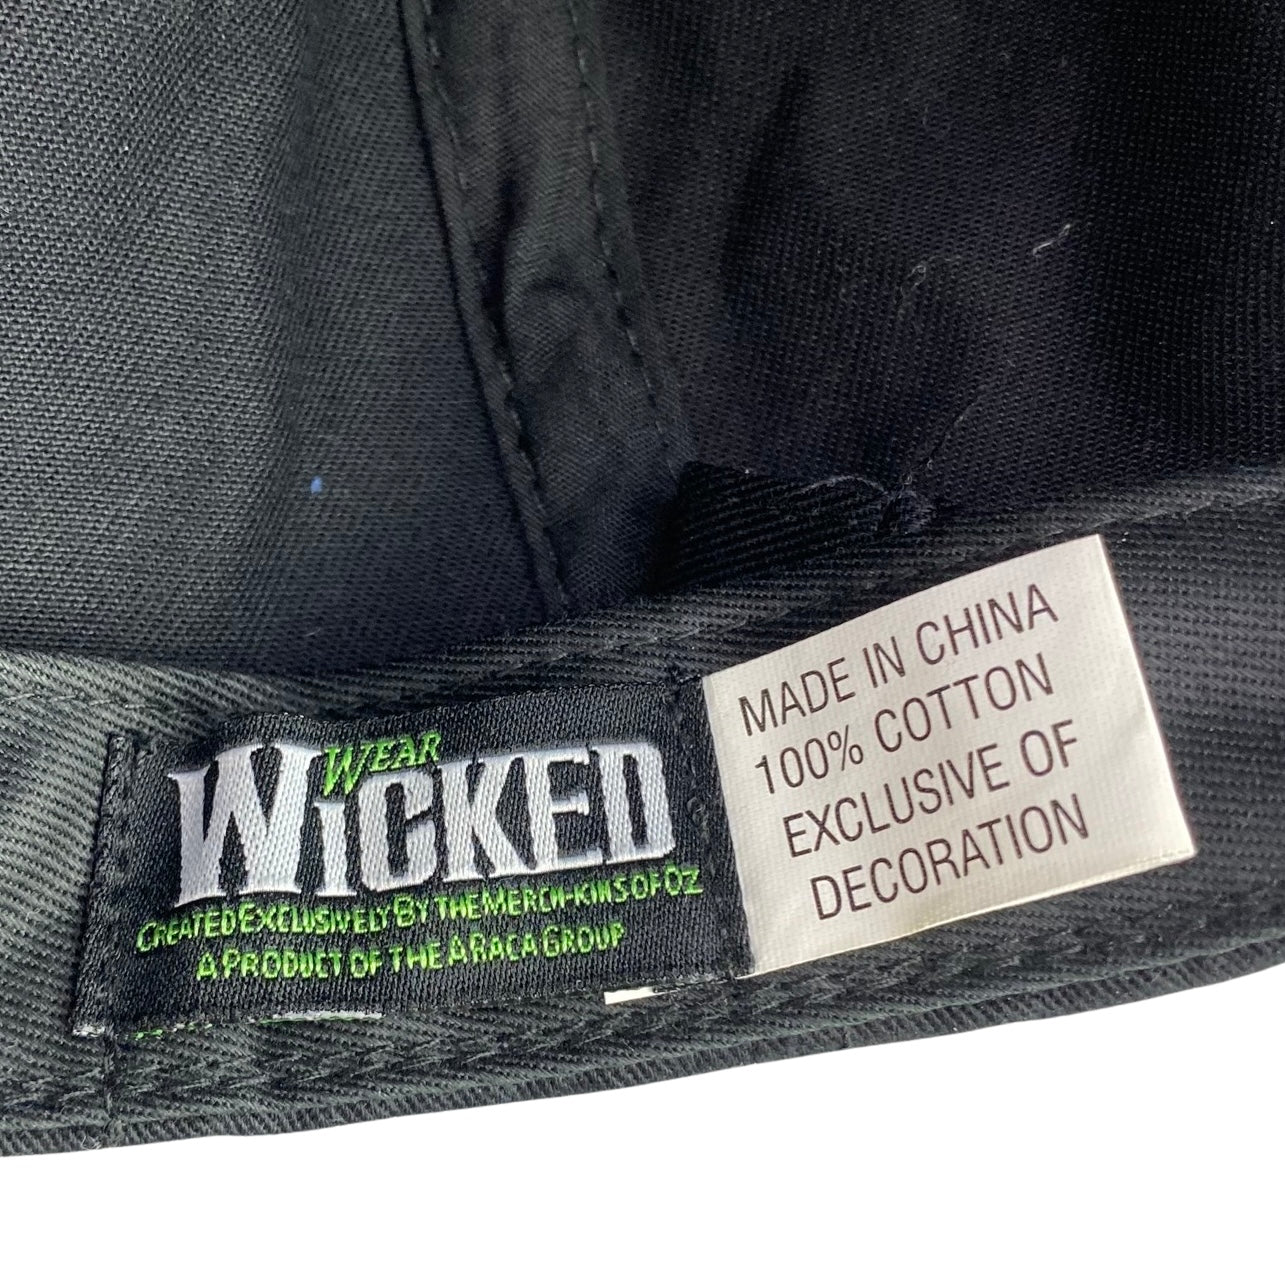 WEAR
WICKED
CREATED EXCLUSIVELY BY THE MERCH-KINS OF OZ
A PRODUCT OF THE ARACA GROUP
MADE IN CHINA
100% COTTON
EXCLUSIVE OF
DECORATION